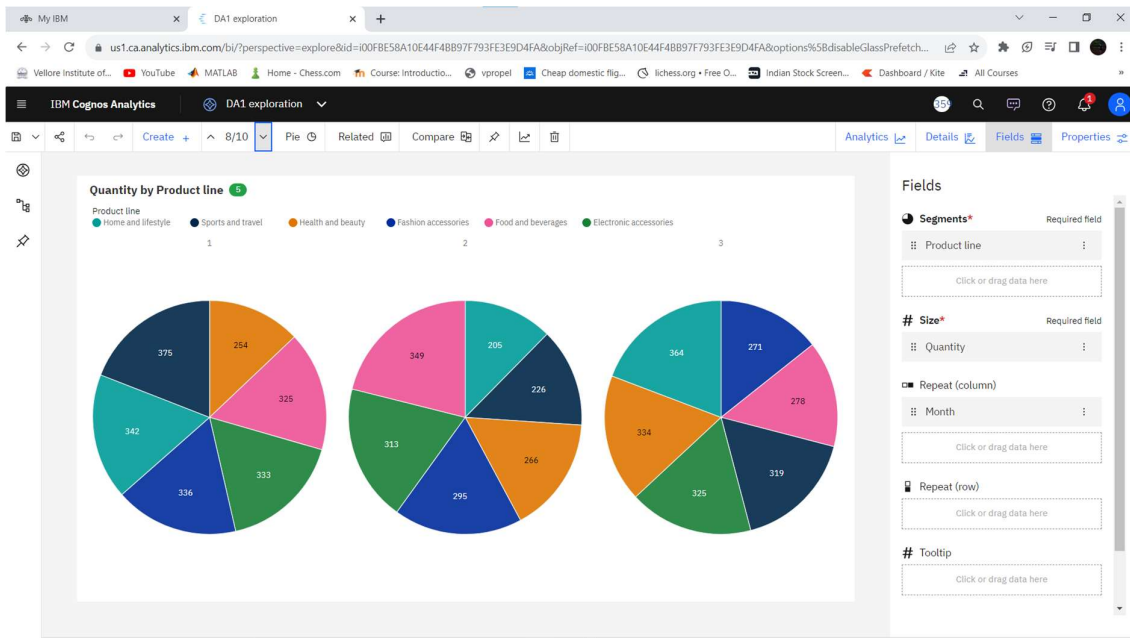 My IBM
DA1 exploration
us1.ca.analytics.ibm.com/bi/?perspective=explore&id=i00FBE58A10E44F4BB97F793FE3E9D4FA&objRef=i00FBE58A10E44F4BB97F793FE3E9D4FA&options%5BdisableGlassPrefetch...
Vellore Institute of... YouTube MATLAB Home - Chess.com Course: Introductio... vpropel Cheap domestic flig... lichess.org • Free O... Indian Stock Screen... Dashboard / Kite All Courses »
IBM Cognos Analytics DA1 exploration 359 1
Create + 8/10 Pie Related Compare Analytics Details Fields Properties
Quantity by Product line 5
Product line
Home and lifestyle Sports and travel Health and beauty Fashion accessories Food and beverages Electronic accessories
1 2 3
375 254 325 333 336 342
349 205 226 266 295 313
364 271 278 319 325 334
Fields
Segments* Required field
Product line
Click or drag data here
# Size* Required field
Quantity
Repeat (column)
Month
Click or drag data here
Repeat (row)
Click or drag data here
# Tooltip
Click or drag data here